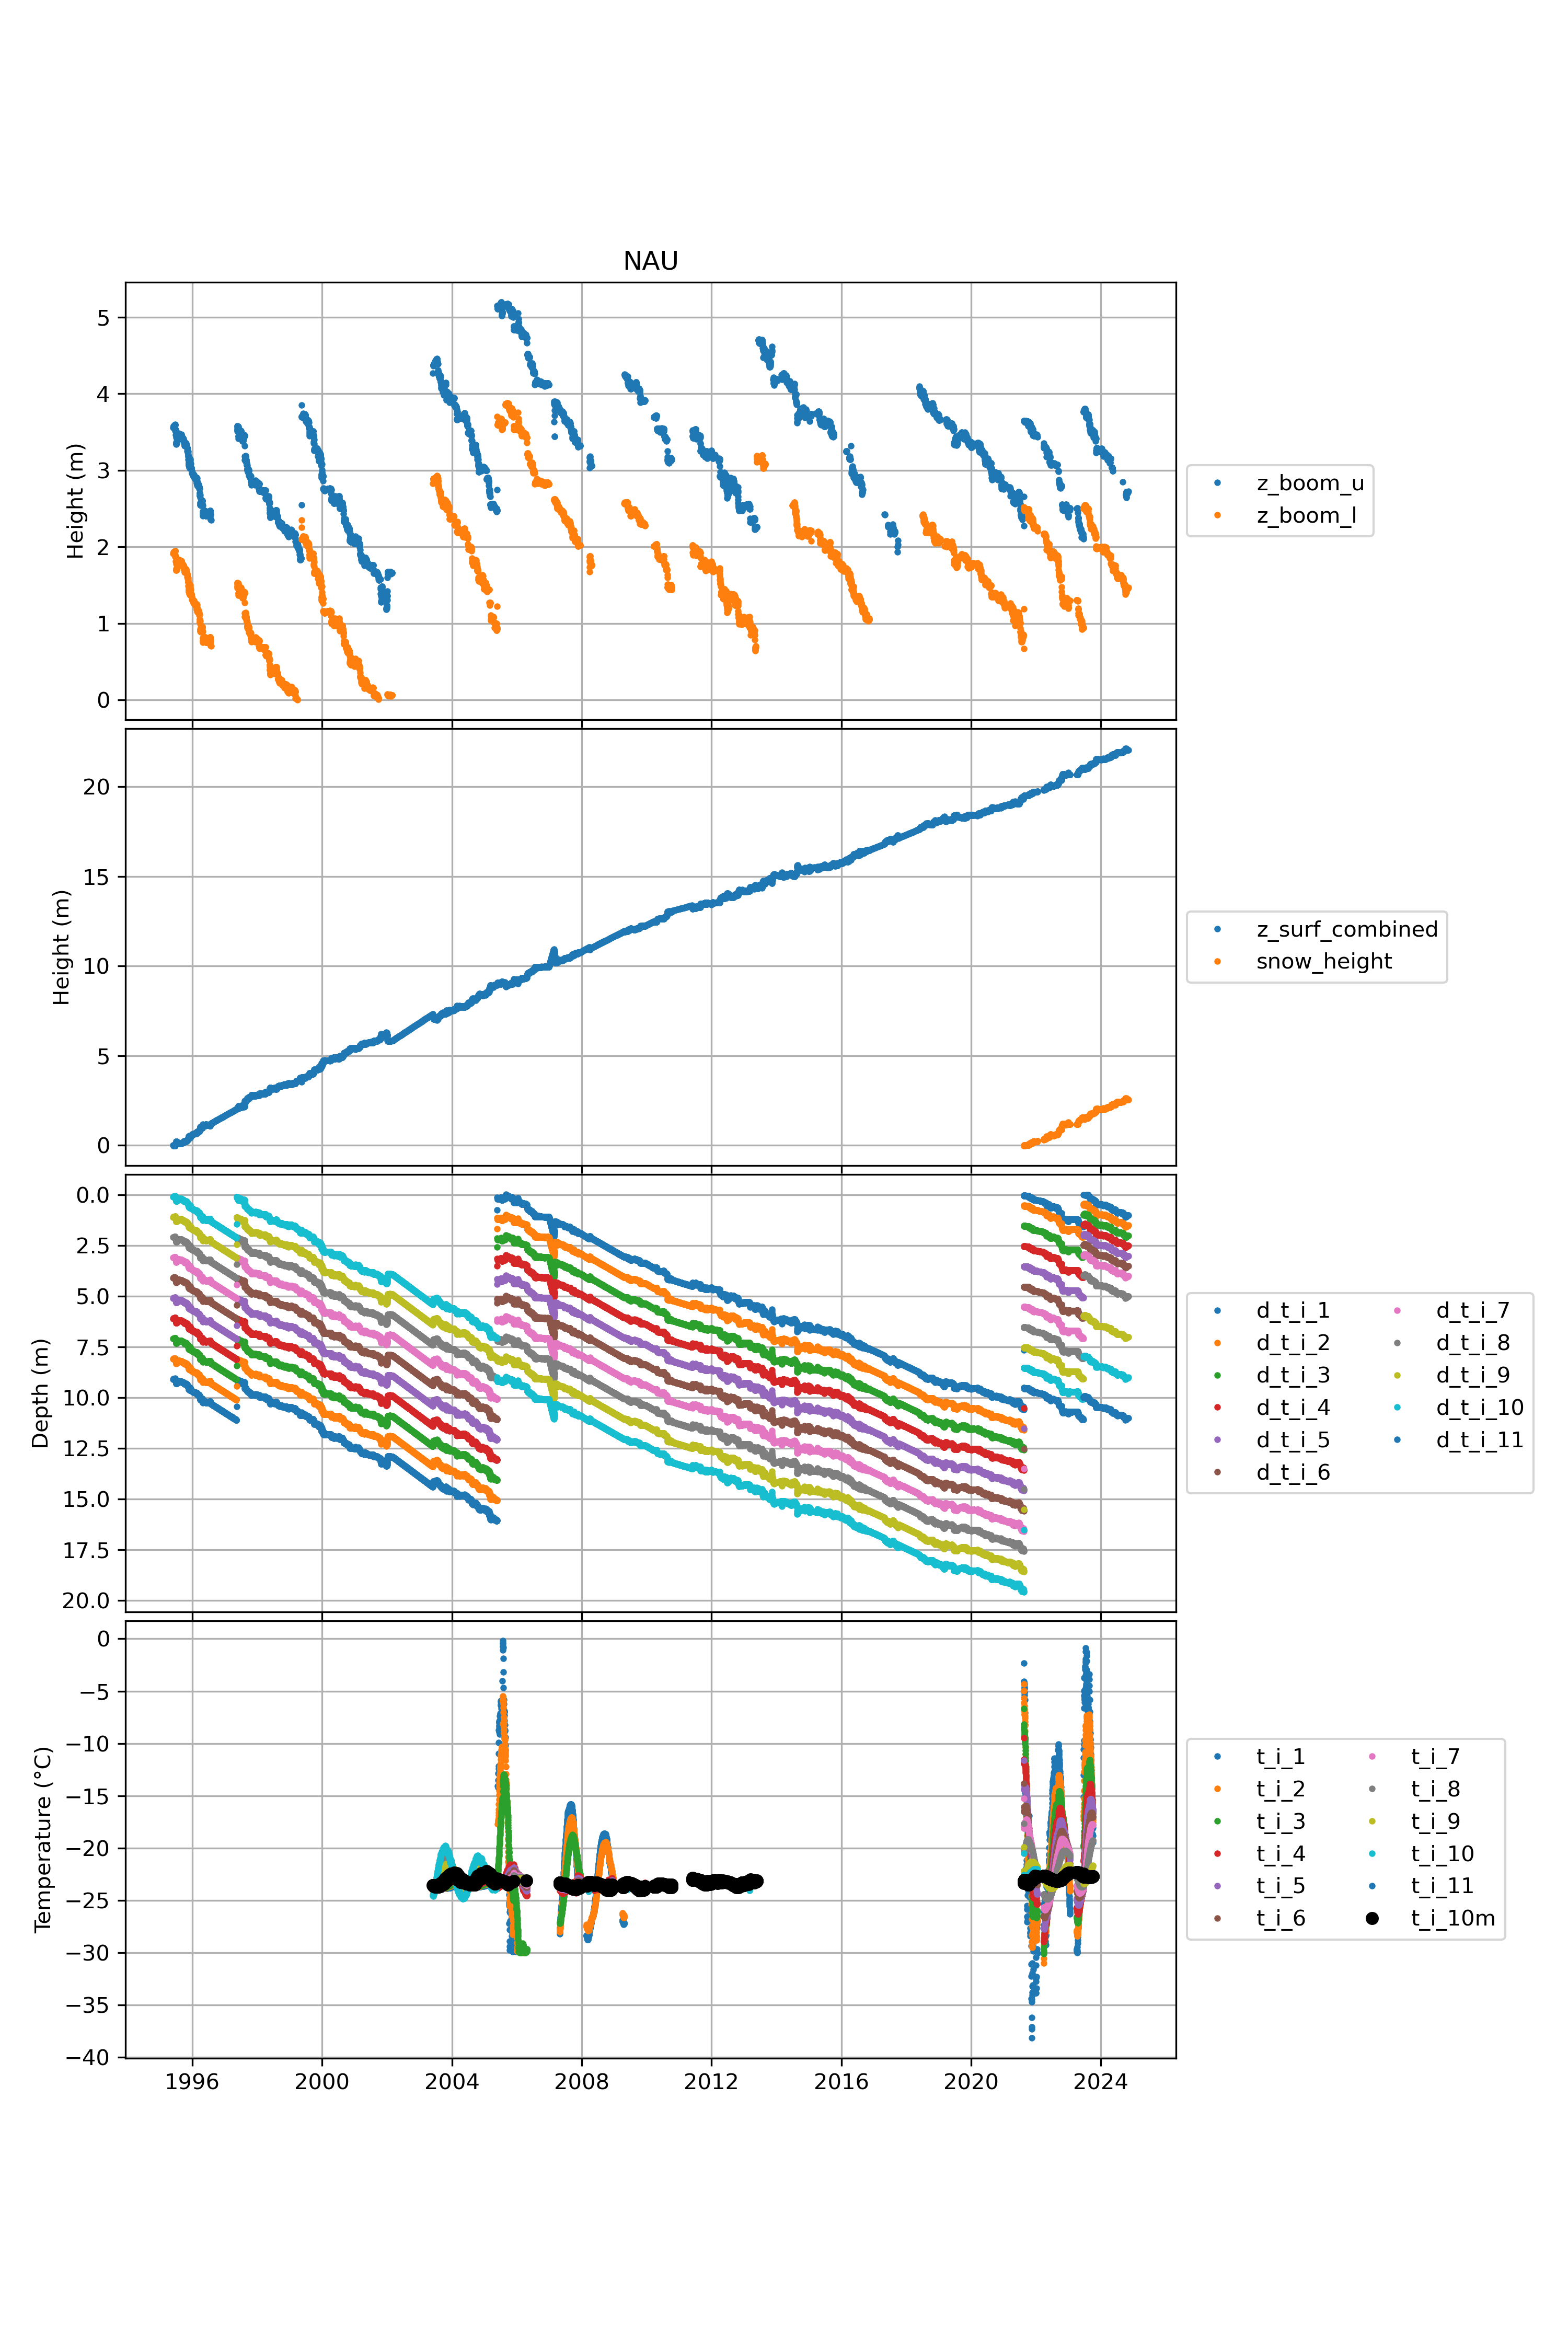 NAU
5
4
3
2
1
0
Height (m)
z_boom_u
z_boom_l
20
15
10
5
0
Height (m)
z_surf_combined
snow_height
0.0
2.5
5.0
7.5
10.0
12.5
15.0
17.5
20.0
Depth (m)
d_t_i_1 d_t_i_7
d_t_i_2 d_t_i_8
d_t_i_3 d_t_i_9
d_t_i_4 d_t_i_10
d_t_i_5 d_t_i_11
d_t_i_6
0
−5
−10
−15
−20
−25
−30
−35
−40
Temperature (°C)
t_i_1 t_i_7
t_i_2 t_i_8
t_i_3 t_i_9
t_i_4 t_i_10
t_i_5 t_i_11
t_i_6 t_i_10m
1996 2000 2004 2008 2012 2016 2020 2024